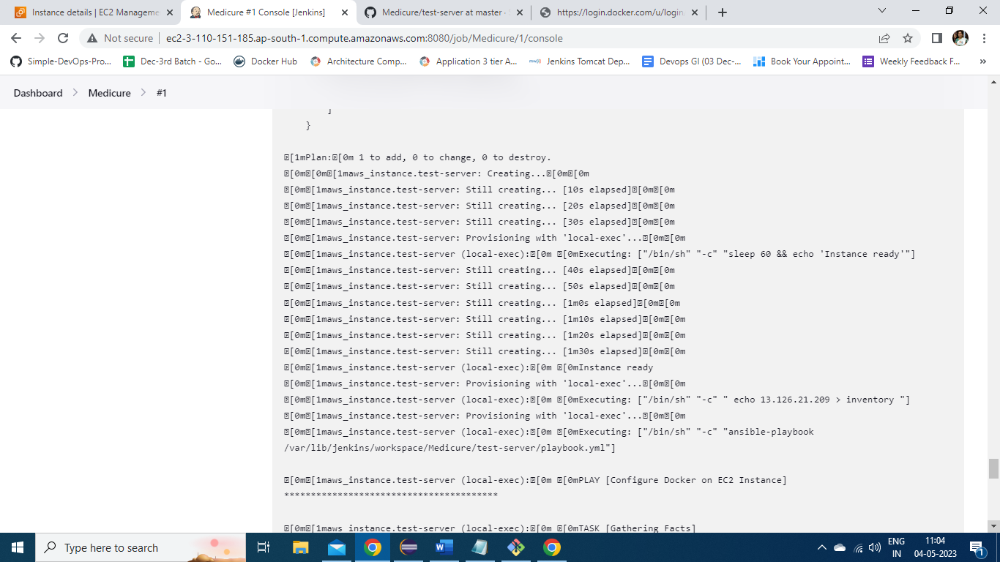 Instance details | EC2 Manageme
Medicure #1 Console [Jenkins]
Medicure/test-server at master ·
https://login.docker.com/u/login
Not secure
ec2-3-110-151-185.ap-south-1.compute.amazonaws.com:8080/job/Medicure/1/console
Simple-DevOps-Pro...
Dec-3rd Batch - Go...
Docker Hub
Architecture Comp...
Application 3 tier A...
Jenkins Tomcat Dep...
Devops GI (03 Dec-...
Book Your Appoint...
Weekly Feedback F...
»
Dashboard > Medicure > #1
]
}
[1mPlan:[0m 1 to add, 0 to change, 0 to destroy.
[0m[0m[1maws_instance.test-server: Creating...[0m[0m
[0m[1maws_instance.test-server: Still creating... [10s elapsed][0m[0m
[0m[1maws_instance.test-server: Still creating... [20s elapsed][0m[0m
[0m[1maws_instance.test-server: Still creating... [30s elapsed][0m[0m
[0m[1maws_instance.test-server: Provisioning with 'local-exec'...[0m[0m
[0m[1maws_instance.test-server (local-exec):[0m [0mExecuting: ["/bin/sh" "-c" "sleep 60 && echo 'Instance ready'"]
[0m[1maws_instance.test-server: Still creating... [40s elapsed][0m[0m
[0m[1maws_instance.test-server: Still creating... [50s elapsed][0m[0m
[0m[1maws_instance.test-server: Still creating... [1m0s elapsed][0m[0m
[0m[1maws_instance.test-server: Still creating... [1m10s elapsed][0m[0m
[0m[1maws_instance.test-server: Still creating... [1m20s elapsed][0m[0m
[0m[1maws_instance.test-server: Still creating... [1m30s elapsed][0m[0m
[0m[1maws_instance.test-server (local-exec):[0m [0mInstance ready
[0m[1maws_instance.test-server: Provisioning with 'local-exec'...[0m[0m
[0m[1maws_instance.test-server (local-exec):[0m [0mExecuting: ["/bin/sh" "-c" " echo 13.126.21.209 > inventory "]
[0m[1maws_instance.test-server: Provisioning with 'local-exec'...[0m[0m
[0m[1maws_instance.test-server (local-exec):[0m [0mExecuting: ["/bin/sh" "-c" "ansible-playbook
/var/lib/jenkins/workspace/Medicure/test-server/playbook.yml"]
[0m[1maws_instance.test-server (local-exec):[0m [0mPLAY [Configure Docker on EC2 Instance]
****************************************
[0m[1maws_instance.test-server (local-exec):[0m [0mTASK [Gathering Facts]
Type here to search
ENG
IN
11:04
04-05-2023
1